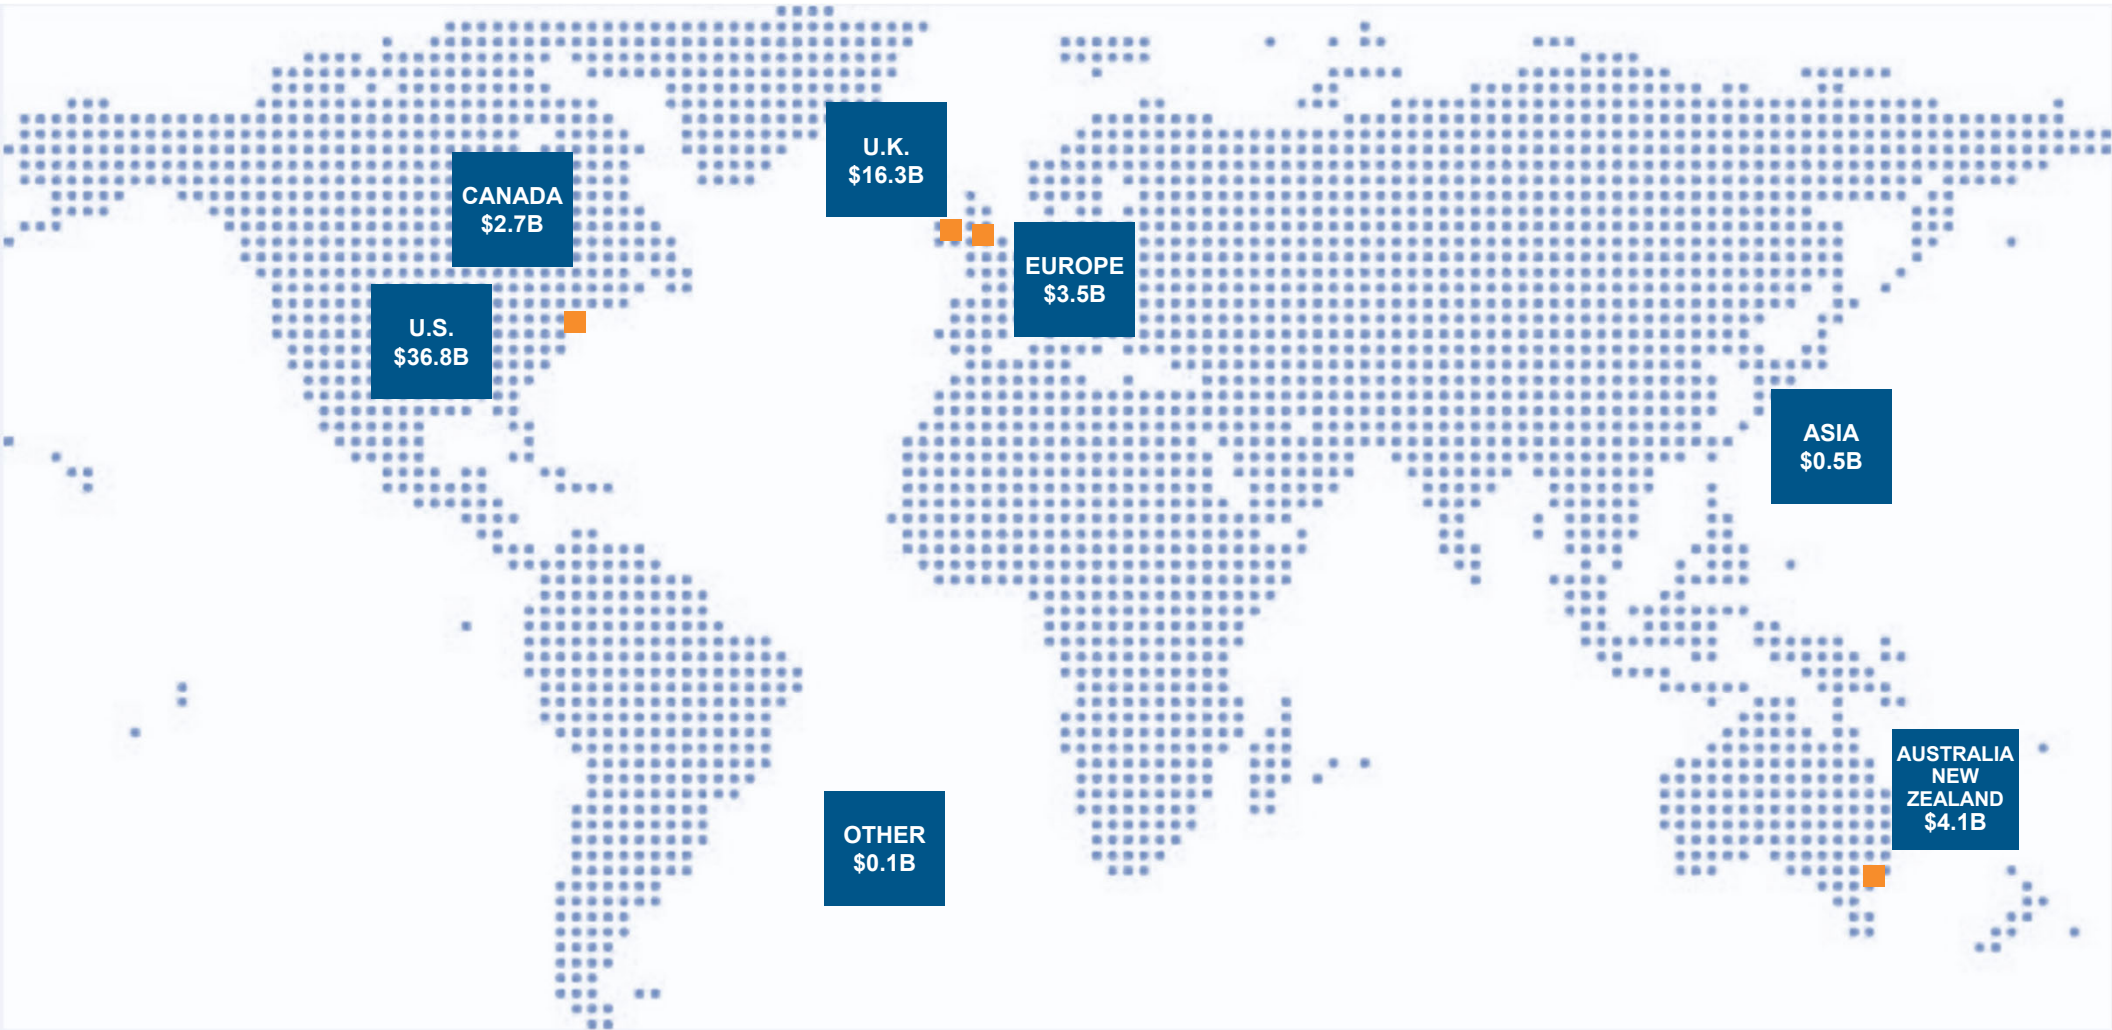 U.K.
$16.3B
CANADA
$2.7B
EUROPE
$3.5B
U.S.
$36.8B
ASIA
$0.5B
AUSTRALIA
NEW
ZEALAND
$4.1B
OTHER
$0.1B